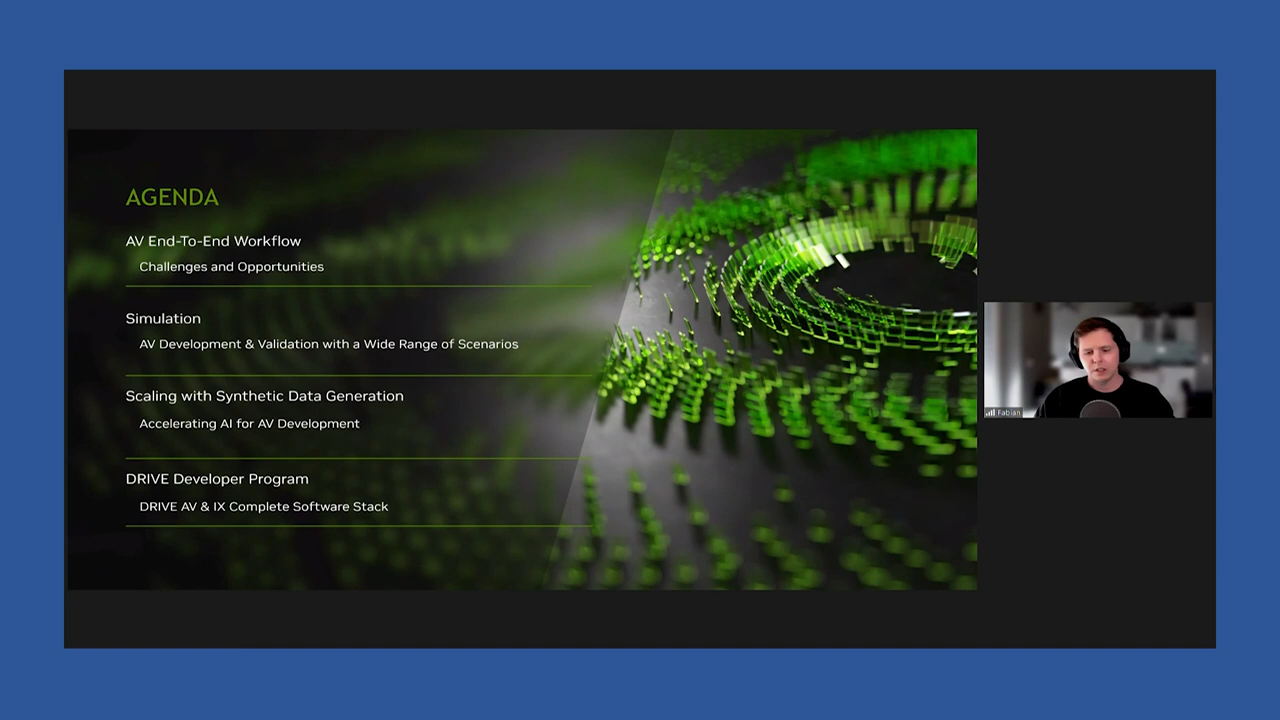 AGENDA
AV End-To-End Workflow
Challenges and Opportunities
Simulation
AV Development & Validation with a Wide Range of Scenarios
Scaling with Synthetic Data Generation
Accelerating AI for AV Development
DRIVE Developer Program
DRIVE AV & IX Complete Software Stack
Fabian